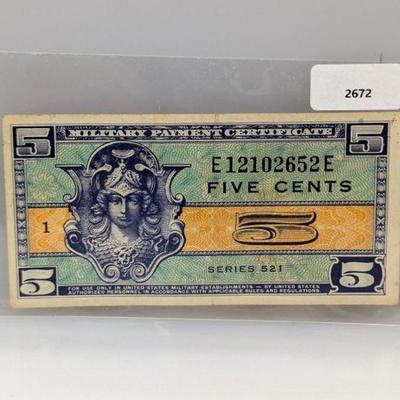 2672
5 MILITARY PAYMENT CERTIFICATE 5
E12102652E
FIVE CENTS
1 5
SERIES 521
5 5
FOR USE ONLY IN UNITED STATES MILITARY ESTABLISHMENTS — BY UNITED STATES
AUTHORIZED PERSONNEL IN ACCORDANCE WITH APPLICABLE RULES AND REGULATIONS.